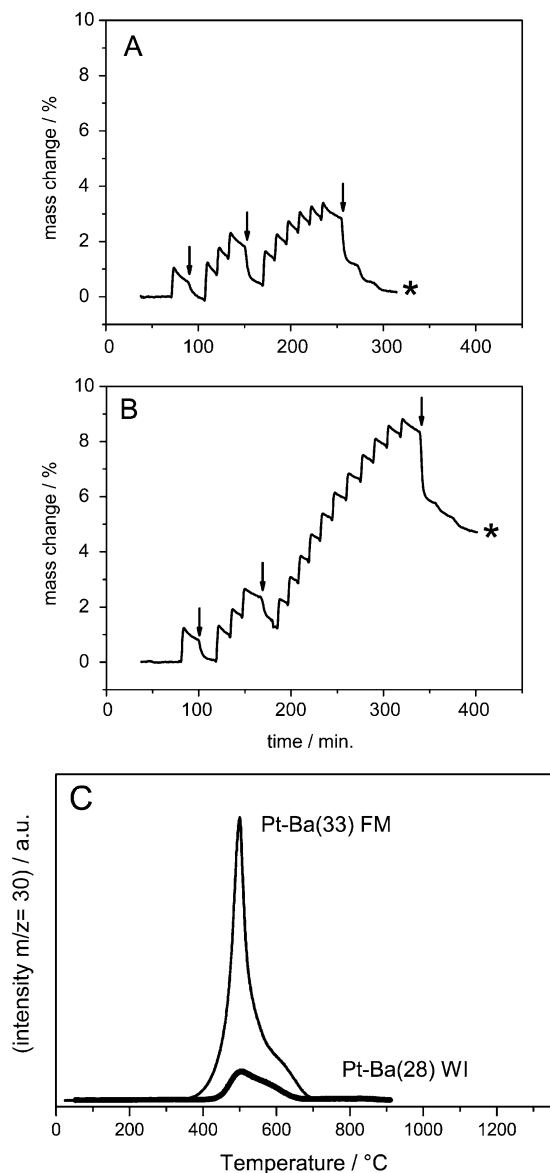 A
mass change / %
10
8
6
4
2
0
*
0 100 200 300 400
B
mass change / %
10
8
6
4
2
0
*
0 100 200 300 400
time / min.
C
(intensity m/z= 30) / a.u.
Pt-Ba(33) FM
Pt-Ba(28) WI
0 200 400 600 800 1000 1200
Temperature / °C